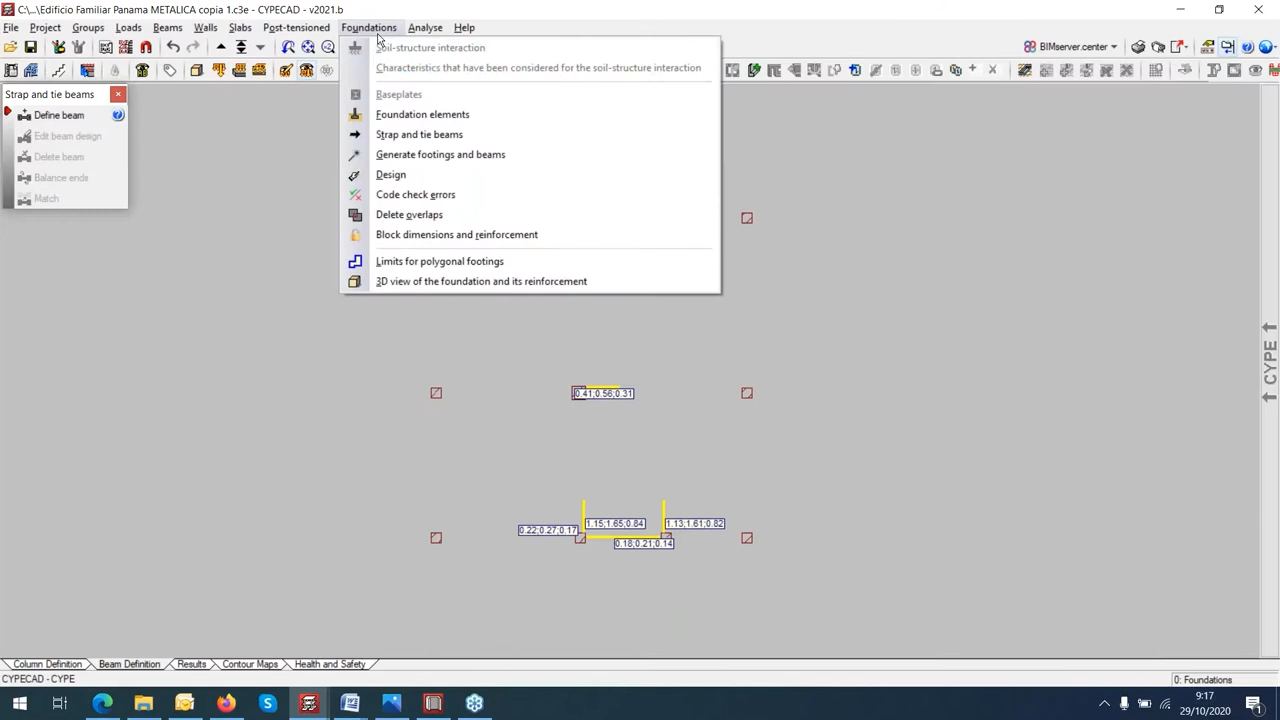 C:\...\Edificio Familiar Panama METALICA copia 1.c3e - CYPECAD - v2021.b
File Project Groups Loads Beams Walls Slabs Post-tensioned Foundations Analyse Help
BIMserver.center
Strap and tie beams
Define beam
Edit beam design
Delete beam
Balance ends
Match
Soil-structure interaction
Characteristics that have been considered for the soil-structure interaction
Baseplates
Foundation elements
Strap and tie beams
Generate footings and beams
Design
Code check errors
Delete overlaps
Block dimensions and reinforcement
Limits for polygonal footings
3D view of the foundation and its reinforcement
0.41;0.56;0.31
1.15;1.65;0.84
1.13;1.61;0.82
0.22;0.27;0.17
0.18;0.21;0.14
CYPE
Column Definition Beam Definition Results Contour Maps Health and Safety
CYPECAD - CYPE
0: Foundations
9:17
29/10/2020